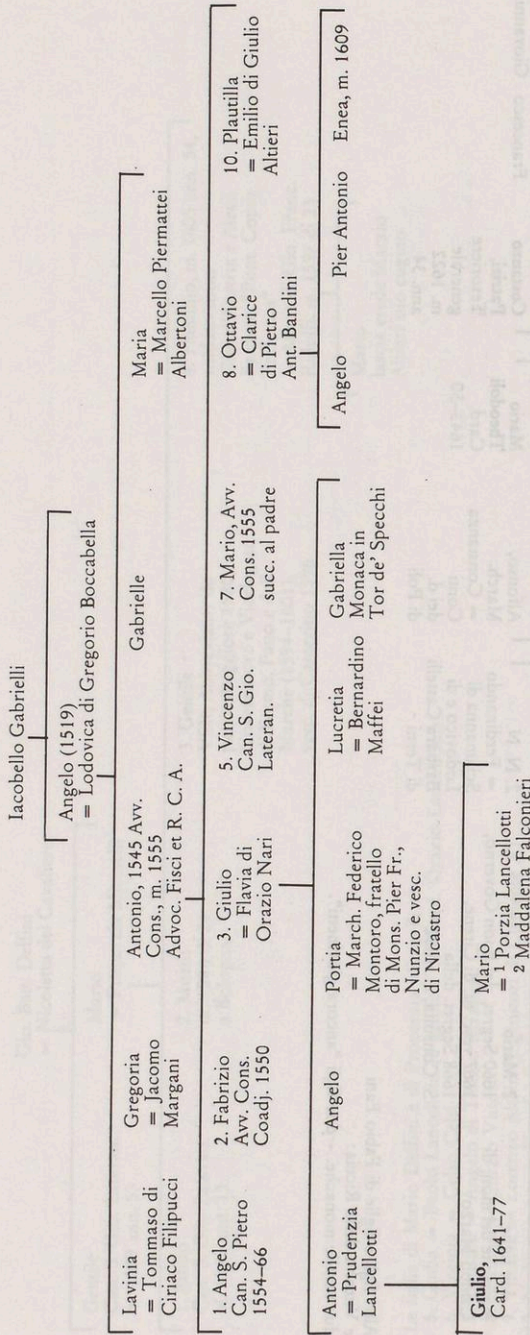 Iacobello Gabrielli
Angelo (1519)
= Lodovica di Gregorio Boccabella
Lavinia
= Tommaso di
Ciriaco Filipucci
Gregoria
= Jacomo
Margani
Antonio, 1545 Avv.
Cons., m. 1555
Advoc. Fisci et R. C. A.
Gabrielle
Maria
= Marcello Piermattei
Albertoni
1. Angelo
Can. S. Pietro
1554–66
2. Fabrizio
Avv. Cons.
Coadj. 1550
3. Giulio
= Flavia di
Orazio Nari
5. Vincenzo
Can. S. Gio.
Lateran.
7. Mario, Avv.
Cons. 1555
succ. al padre
8. Ottavio
= Clarice
di Pietro
Ant. Bandini
10. Plautilla
= Emilio di Giulio
Altieri
Antonio
= Prudenzia
Lancellotti
Angelo
Portia
= March. Federico
Montoro, fratello
di Mons. Pier Fr.,
Nunzio e vesc.
di Nicastro
Lucretia
= Bernardino
Maffei
Gabriella
Monaca in
Tor de' Specchi
Angelo
Pier Antonio
Enea, m. 1609
Giulio,
Card. 1641–77
Mario
= 1 Porzia Lancellotti
2 Maddalena Falconieri